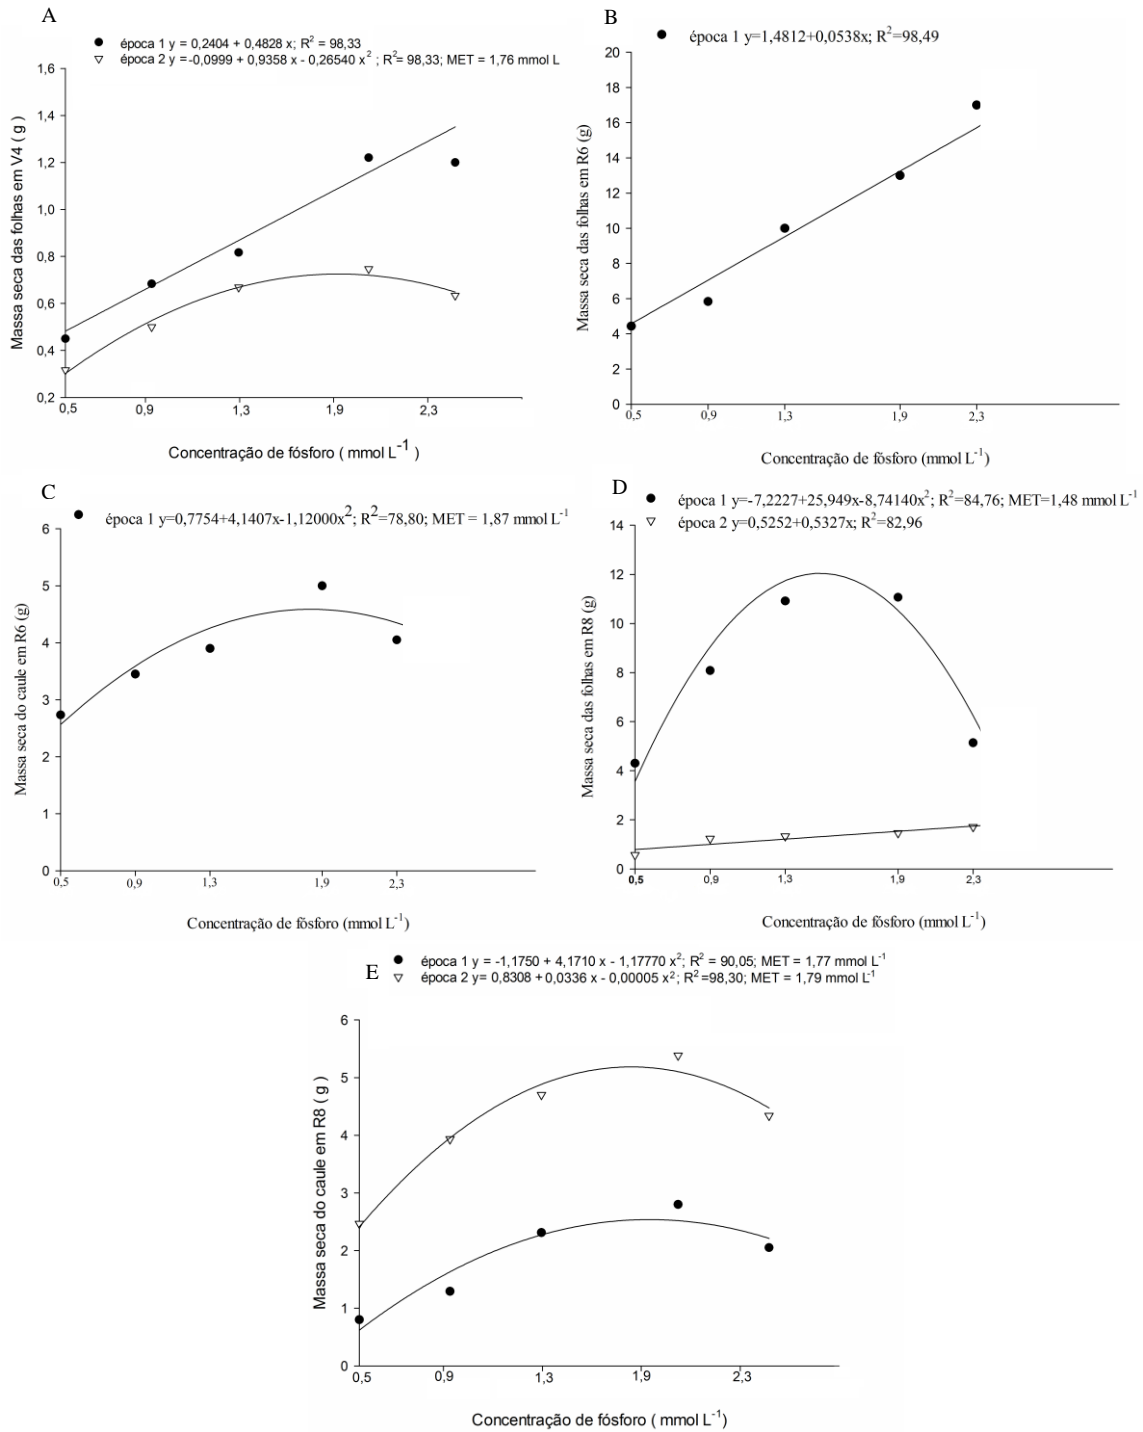 A
época 1 y = 0,2404 + 0,4828 x; R² = 98,33
época 2 y =-0,0999 + 0,9358 x - 0,26540 x² ; R²= 98,33; MET = 1,76 mmol L
Massa seca das folhas em V4 ( g )
1,6
1,4
1,2
1,0
0,8
0,6
0,4
0,2
0,5 0,9 1,3 1,9 2,3
Concentração de fósforo ( mmol L⁻¹ )
B
época 1 y=1,4812+0,0538x; R²=98,49
Massa seca das folhas em R6 (g)
20
18
16
14
12
10
8
6
4
2
0
0,5 0,9 1,3 1,9 2,3
Concentração de fósforo (mmol L⁻¹)
C
época 1 y=0,7754+4,1407x-1,12000x²; R²=78,80; MET = 1,87 mmol L⁻¹
Massa seca do caule em R6 (g)
6
5
4
3
2
1
0
0,5 0,9 1,3 1,9 2,3
Concentração de fósforo (mmol L⁻¹)
D
época 1 y=-7,2227+25,949x-8,74140x²; R²=84,76; MET=1,48 mmol L⁻¹
época 2 y=0,5252+0,5327x; R²=82,96
Massa seca das folhas em R8 (g)
14
12
10
8
6
4
2
0
0,5 0,9 1,3 1,9 2,3
Concentração de fósforo (mmol L⁻¹)
E
época 1 y = -1,1750 + 4,1710 x - 1,17770 x²; R² = 90,05; MET = 1,77 mmol L⁻¹
época 2 y= 0,8308 + 0,0336 x - 0,00005 x²; R² =98,30; MET = 1,79 mmol L⁻¹
Massa seca do caule em R8 ( g )
6
5
4
3
2
1
0
0,5 0,9 1,3 1,9 2,3
Concentração de fósforo ( mmol L⁻¹)